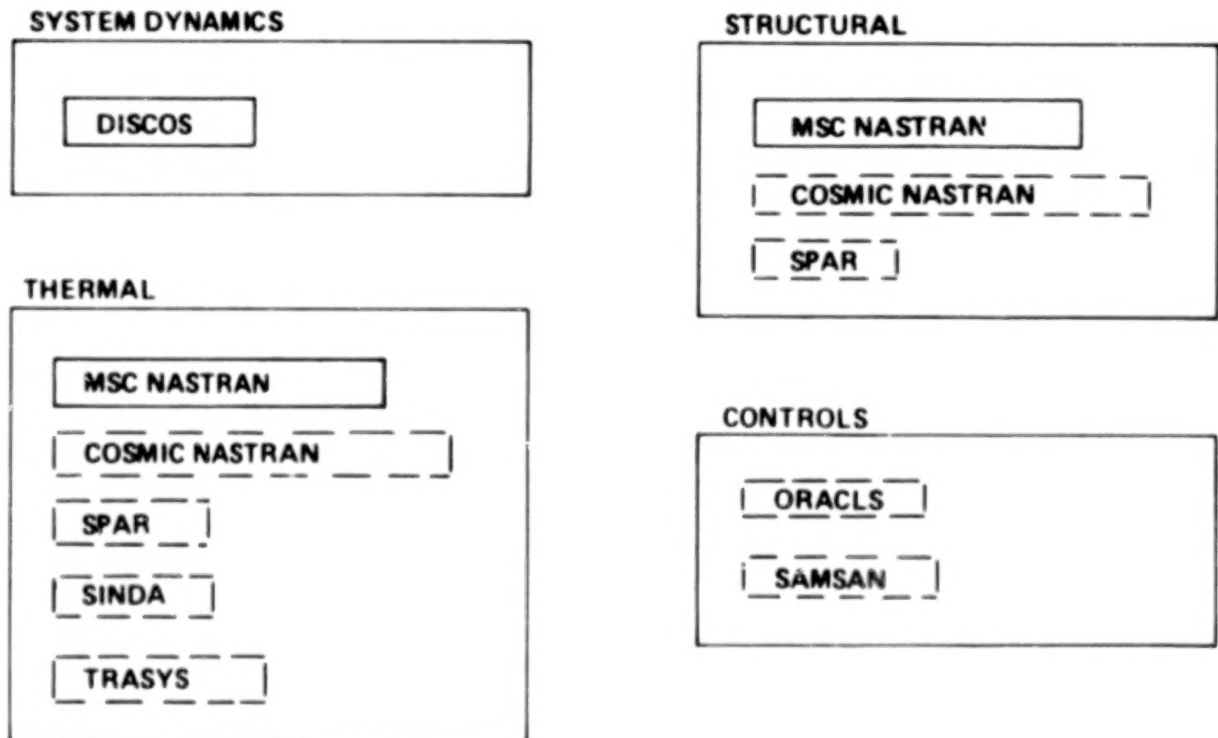 SYSTEM DYNAMICS
DISCOS
THERMAL
MSC NASTRAN
COSMIC NASTRAN
SPAR
SINDA
TRASYS
STRUCTURAL
MSC NASTRAN
COSMIC NASTRAN
SPAR
CONTROLS
ORACLS
SAMSAN